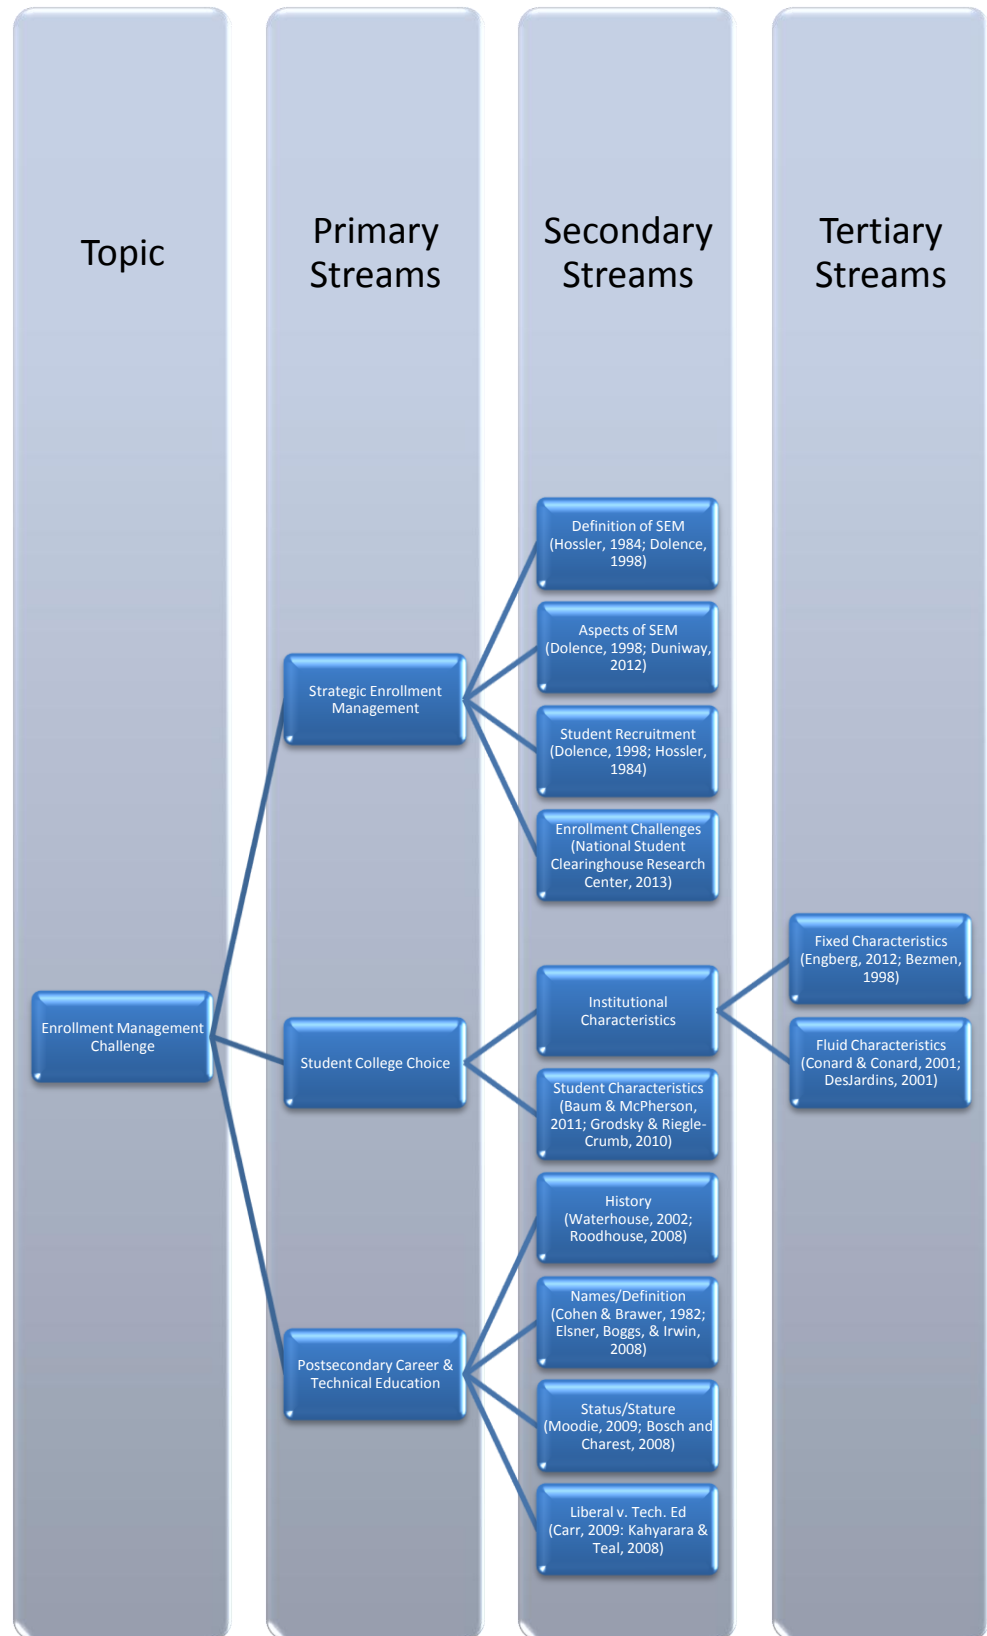 Topic
Primary
Streams
Secondary
Streams
Tertiary
Streams
Enrollment Management
Challenge
Strategic Enrollment
Management
Student College Choice
Postsecondary Career &
Technical Education
Definition of SEM
(Hossler, 1984; Dolence,
1998)
Aspects of SEM
(Dolence, 1998; Duniway,
2012)
Student Recruitment
(Dolence, 1998; Hossler,
1984)
Enrollment Challenges
(National Student
Clearinghouse Research
Center, 2013)
Institutional
Characteristics
Student Characteristics
(Baum & McPherson,
2011; Grodsky & Riegle-
Crumb, 2010)
History
(Waterhouse, 2002;
Roodhouse, 2008)
Names/Definition
(Cohen & Brawer, 1982;
Elsner, Boggs, & Irwin,
2008)
Status/Stature
(Moodie, 2009; Bosch and
Charest, 2008)
Liberal v. Tech. Ed
(Carr, 2009: Kahyarara &
Teal, 2008)
Fixed Characteristics
(Engberg, 2012; Bezmen,
1998)
Fluid Characteristics
(Conard & Conard, 2001;
DesJardins, 2001)